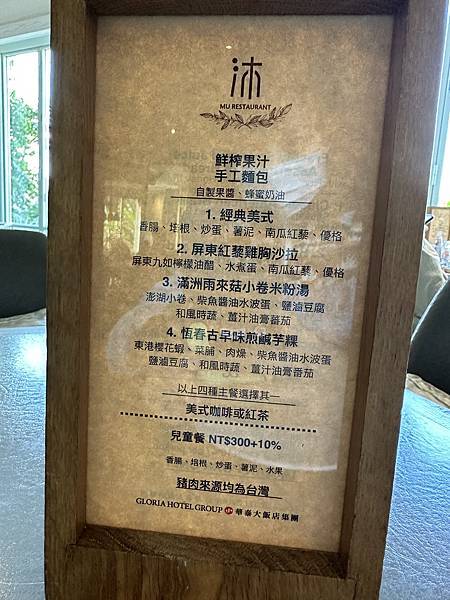 沐
MU RESTAURANT
鮮榨果汁
手工麵包
自製果醬、蜂蜜奶油
1. 經典美式
香腸、培根、炒蛋、薯泥、南瓜紅藜、優格
2. 屏東紅藜雞胸沙拉
屏東九如檸檬油醋、水煮蛋、南瓜紅藜、優格
3. 滿洲雨來菇小卷米粉湯
澎湖小卷、柴魚醬油水波蛋、鹽滷豆腐
和風時蔬、薑汁油膏番茄
4. 恆春古早味煎鹹芋粿
東港櫻花蝦、菜脯、肉燥、柴魚醬油水波蛋
鹽滷豆腐、和風時蔬、薑汁油膏番茄
以上四種主餐選擇其一
美式咖啡或紅茶
兒童餐 NT$300+10%
香腸、培根、炒蛋、薯泥、水果
豬肉來源均為台灣
GLORIA HOTEL GROUP 華泰大飯店集團